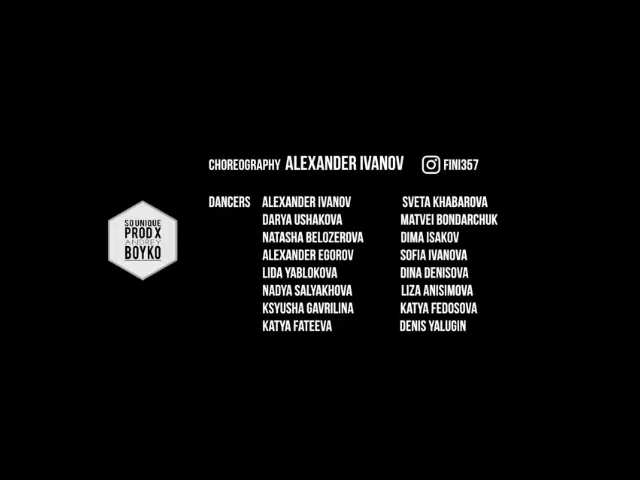 CHOREOGRAPHY ALEXANDER IVANOV FINI357
DANCERS ALEXANDER IVANOV SVETA KHABAROVA
DARYA USHAKOVA MATVEI BONDARCHUK
NATASHA BELOZEROVA DIMA ISAKOV
ALEXANDER EGOROV SOFIA IVANOVA
LIDA YABLOKOVA DINA DENISOVA
NADYA SALYAKHOVA LIZA ANISIMOVA
KSYUSHA GAVRILINA KATYA FEDOSOVA
KATYA FATEEVA DENIS YALUGIN
SO UNIQUE
PROD X
ANDREY
BOYKO